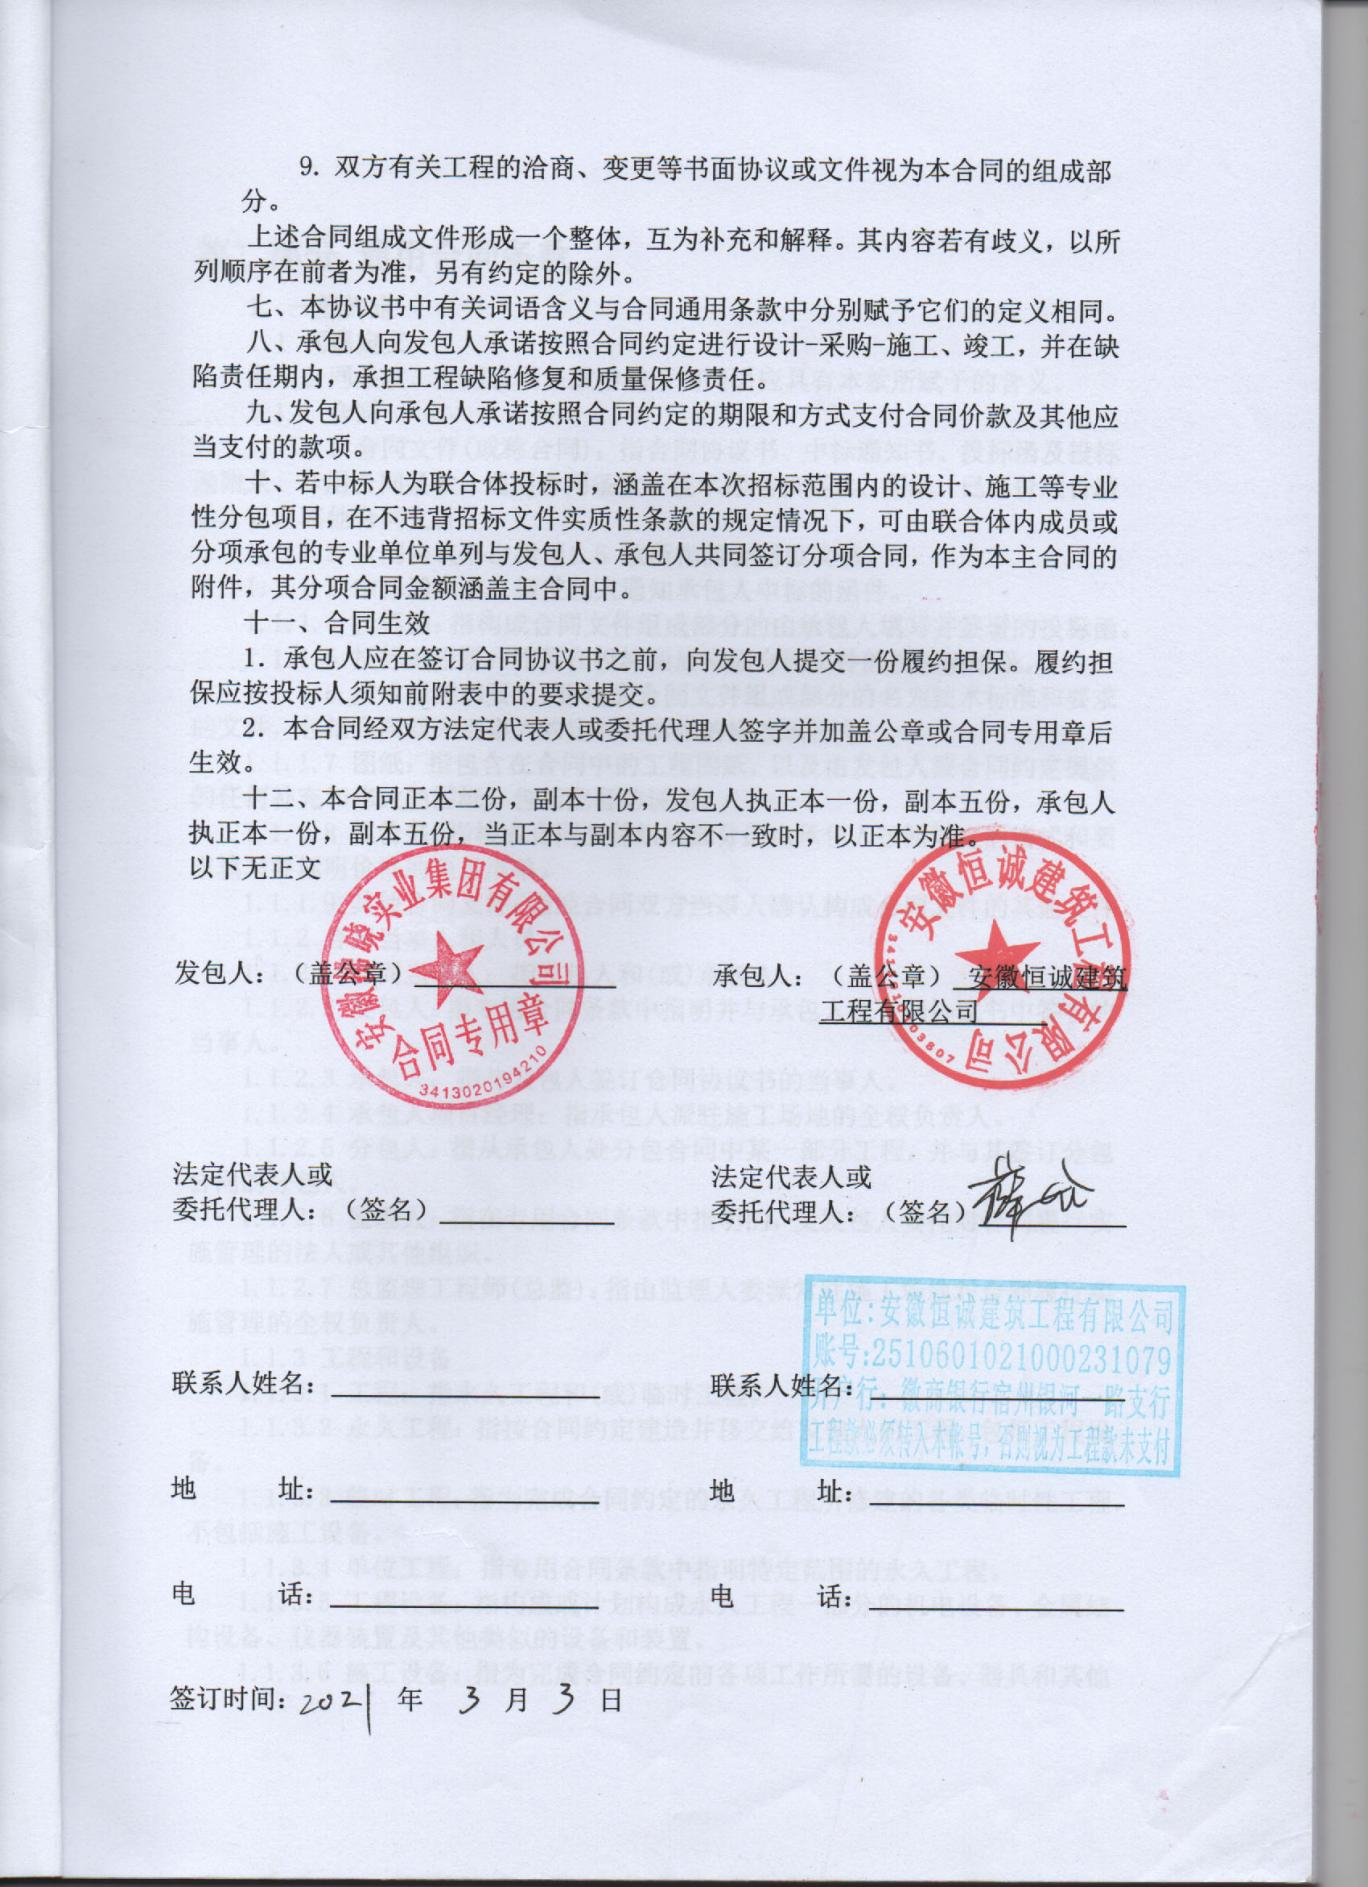 9. 双方有关工程的洽商、变更等书面协议或文件视为本合同的组成部
分。
上述合同组成文件形成一个整体，互为补充和解释。其内容若有歧义，以所
列顺序在前者为准，另有约定的除外。
七、本协议书中有关词语含义与合同通用条款中分别赋予它们的定义相同。
八、承包人向发包人承诺按照合同约定进行设计-采购-施工、竣工，并在缺
陷责任期内，承担工程缺陷修复和质量保修责任。
九、发包人向承包人承诺按照合同约定的期限和方式支付合同价款及其他应
当支付的款项。
十、若中标人为联合体投标时，涵盖在本次招标范围内的设计、施工等专业
性分包项目，在不违背招标文件实质性条款的规定情况下，可由联合体内成员或
分项承包的专业单位单列与发包人、承包人共同签订分项合同，作为本主合同的
附件，其分项合同金额涵盖主合同中。
十一、合同生效
1. 承包人应在签订合同协议书之前，向发包人提交一份履约担保。履约担
保应按投标人须知前附表中的要求提交。
2. 本合同经双方法定代表人或委托代理人签字并加盖公章或合同专用章后
生效。
十二、本合同正本二份，副本十份，发包人执正本一份，副本五份，承包人
执正本一份，副本五份，当正本与副本内容不一致时，以正本为准。
以下无正文
发包人：（盖公章）
合同专用章
3413020194210
承包人：（盖公章）安徽恒诚建筑
工程有限公司
安徽恒诚建筑工程有限公司
法定代表人或
委托代理人：（签名）
法定代表人或
委托代理人：（签名）
单位：安徽恒诚建筑工程有限公司
账号：2510601021000231079
开户行：徽商银行宿州银河一路支行
工程款必须转入本帐号，否则视为工程款未支付
联系人姓名：
联系人姓名：
地 址：
地 址：
电 话：
电 话：
签订时间：2021 年 3 月 3 日